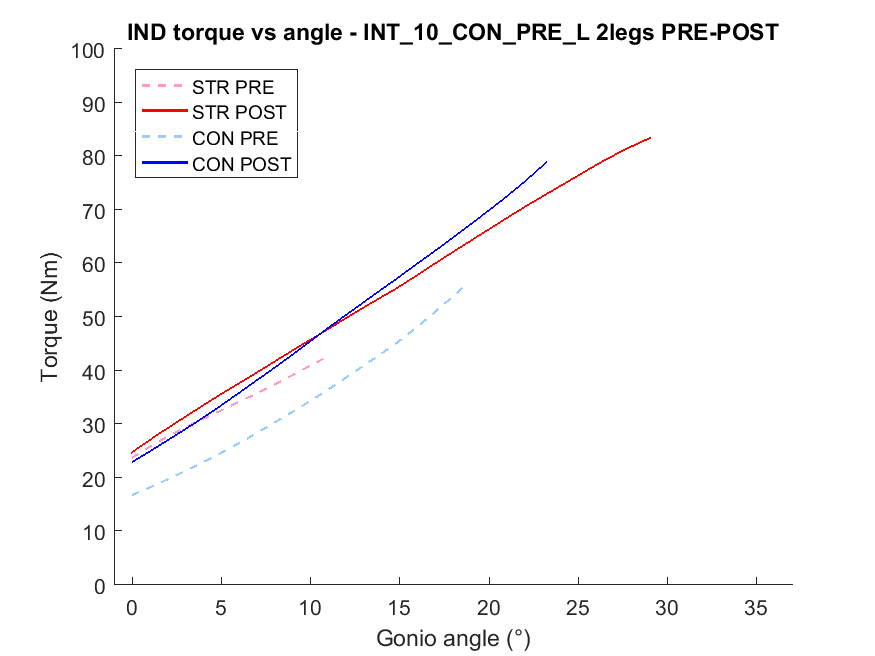 IND torque vs angle - INT_10_CON_PRE_L 2legs PRE-POST
STR PRE
STR POST
CON PRE
CON POST
100
90
80
70
60
50
40
30
20
10
0
Torque (Nm)
0 5 10 15 20 25 30 35
Gonio angle (°)